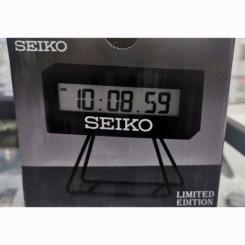 SEIKO
10:08.59
SEIKO
LIMITED
EDITION